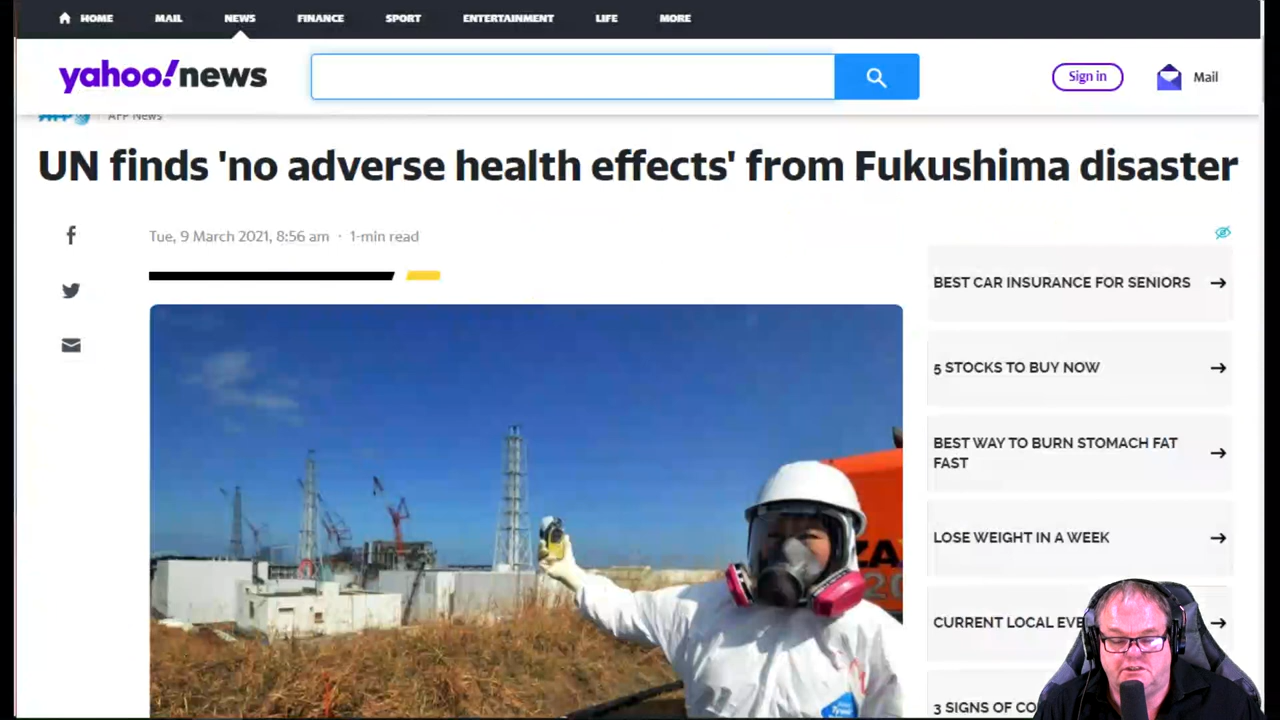 HOME MAIL NEWS FINANCE SPORT ENTERTAINMENT LIFE MORE
yahoo!news
Sign in
Mail
AFP AFP News
UN finds 'no adverse health effects' from Fukushima disaster
Tue, 9 March 2021, 8:56 am · 1-min read
BEST CAR INSURANCE FOR SENIORS
5 STOCKS TO BUY NOW
BEST WAY TO BURN STOMACH FAT
FAST
LOSE WEIGHT IN A WEEK
CURRENT LOCAL EVE
3 SIGNS OF CO